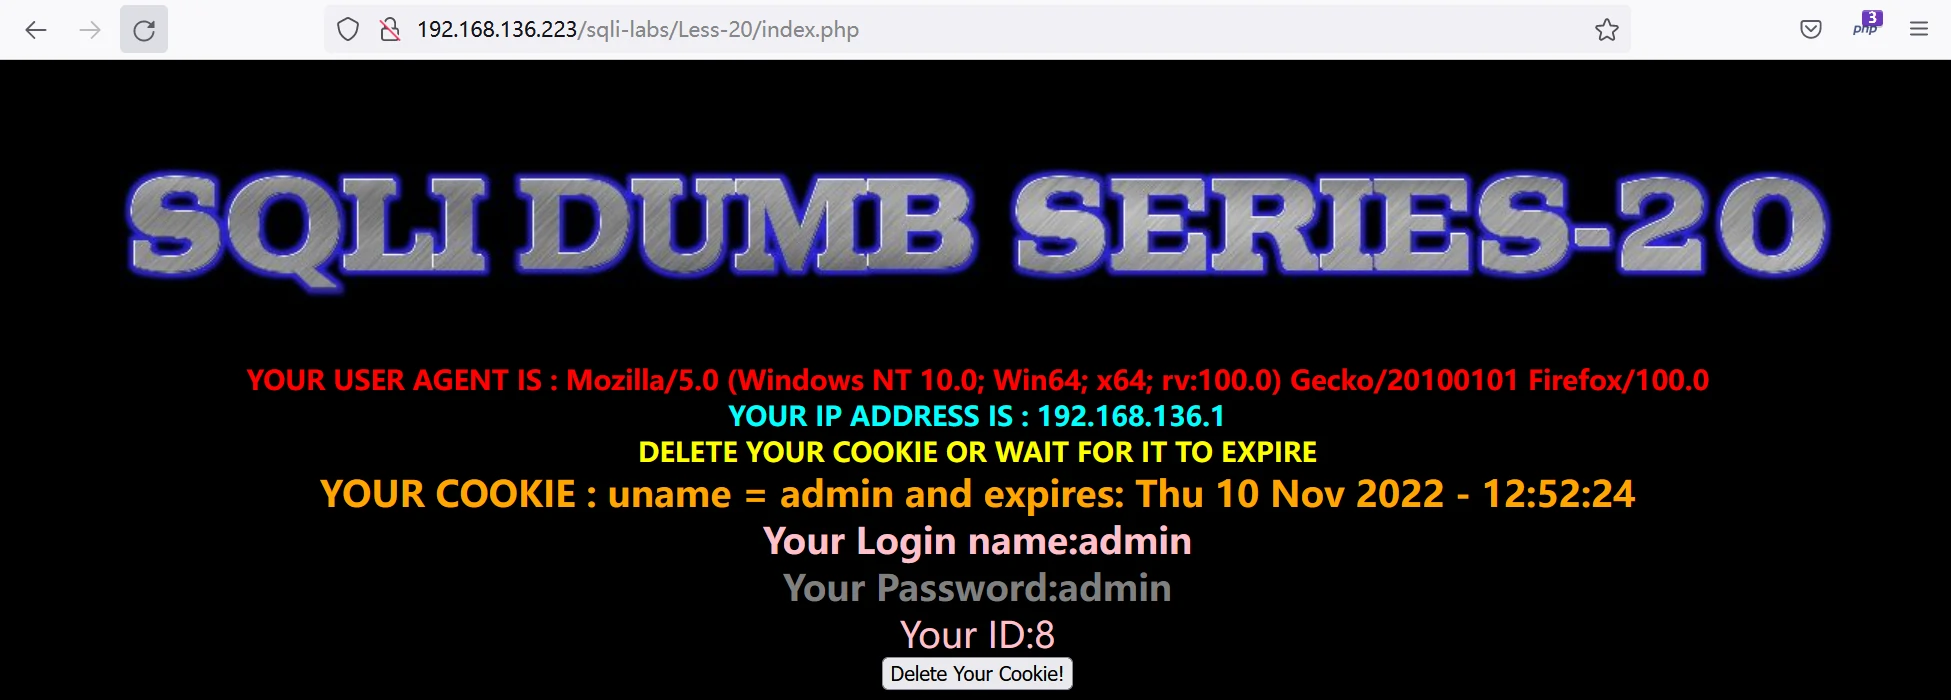 192.168.136.223/sqli-labs/Less-20/index.php
3
php
SQLI DUMB SERIES-20
YOUR USER AGENT IS : Mozilla/5.0 (Windows NT 10.0; Win64; x64; rv:100.0) Gecko/20100101 Firefox/100.0
YOUR IP ADDRESS IS : 192.168.136.1
DELETE YOUR COOKIE OR WAIT FOR IT TO EXPIRE
YOUR COOKIE : uname = admin and expires: Thu 10 Nov 2022 - 12:52:24
Your Login name:admin
Your Password:admin
Your ID:8
Delete Your Cookie!